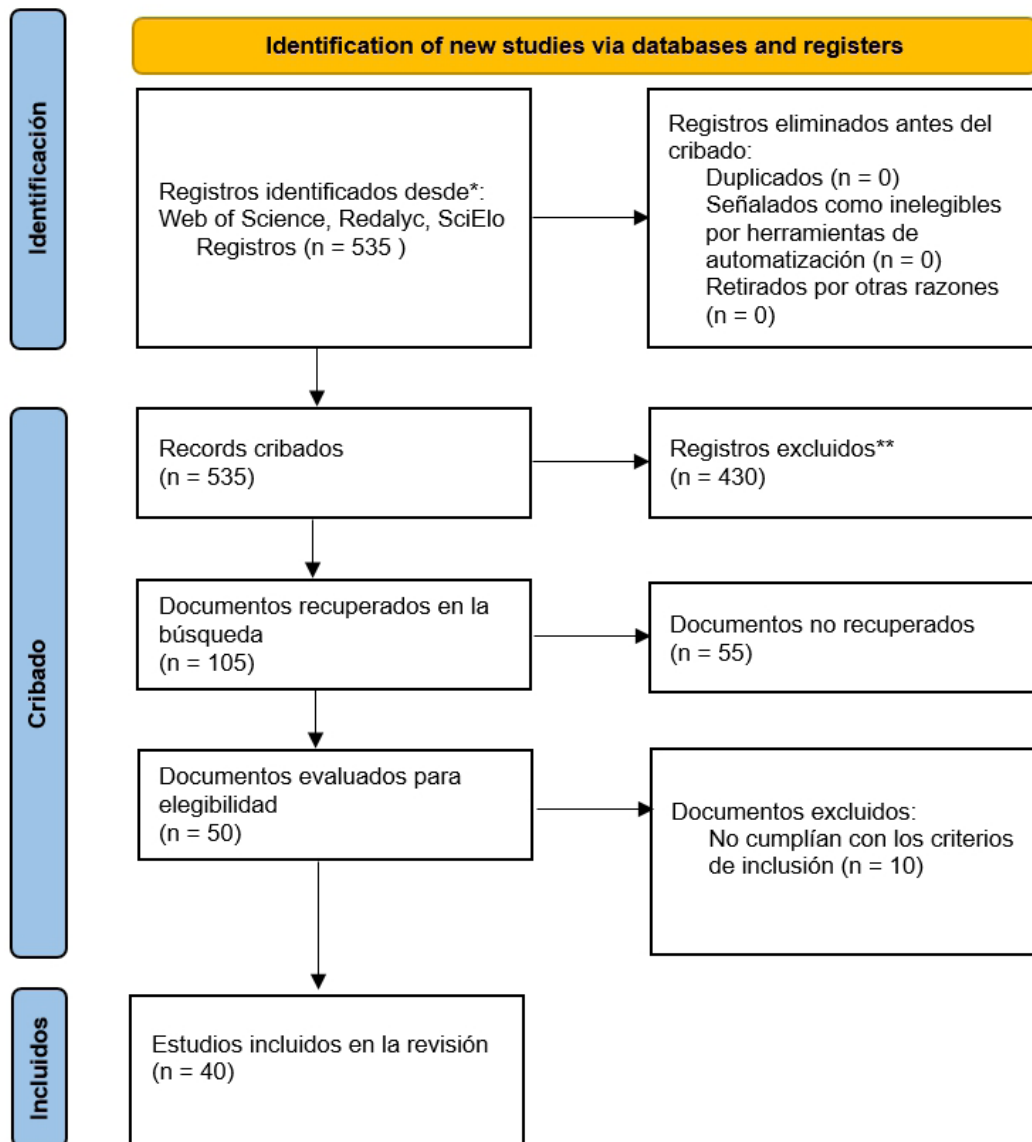 Identification of new studies via databases and registers
Identificación
Registros identificados desde*:
Web of Science, Redalyc, SciElo
Registros (n = 535 )
Registros eliminados antes del
cribado:
Duplicados (n = 0)
Señalados como inelegibles
por herramientas de
automatización (n = 0)
Retirados por otras razones
(n = 0)
Cribado
Records cribados
(n = 535)
Registros excluidos**
(n = 430)
Documentos recuperados en la
búsqueda
(n = 105)
Documentos no recuperados
(n = 55)
Documentos evaluados para
elegibilidad
(n = 50)
Documentos excluidos:
No cumplían con los criterios
de inclusión (n = 10)
Incluidos
Estudios incluidos en la revisión
(n = 40)